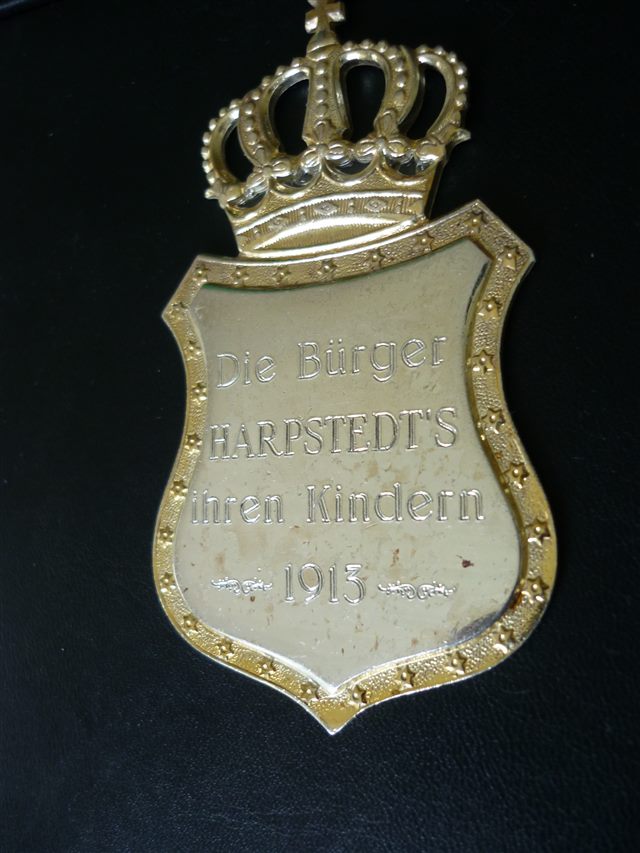 Die Bürger
HARPSTEDT'S
ihren Kindern
1913